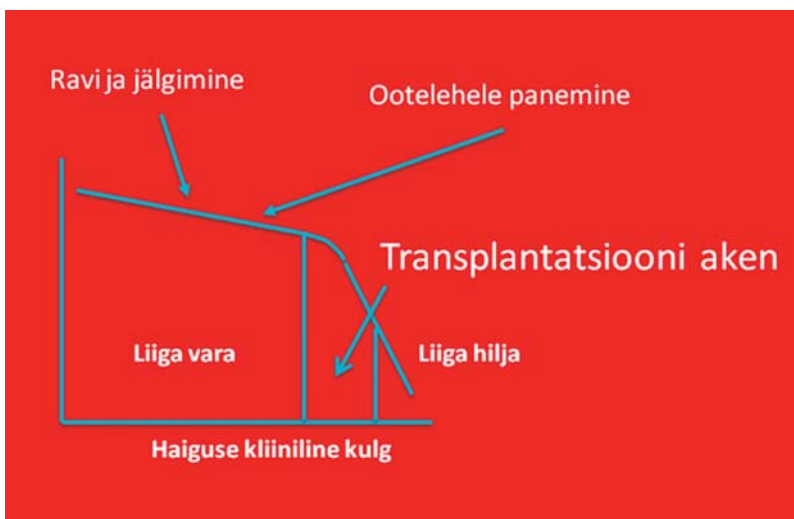 Ravi ja jälgimine
Ootelehele panemine
Transplantatsiooni aken
Liiga vara
Liiga hilja
Haiguse kliiniline kulg